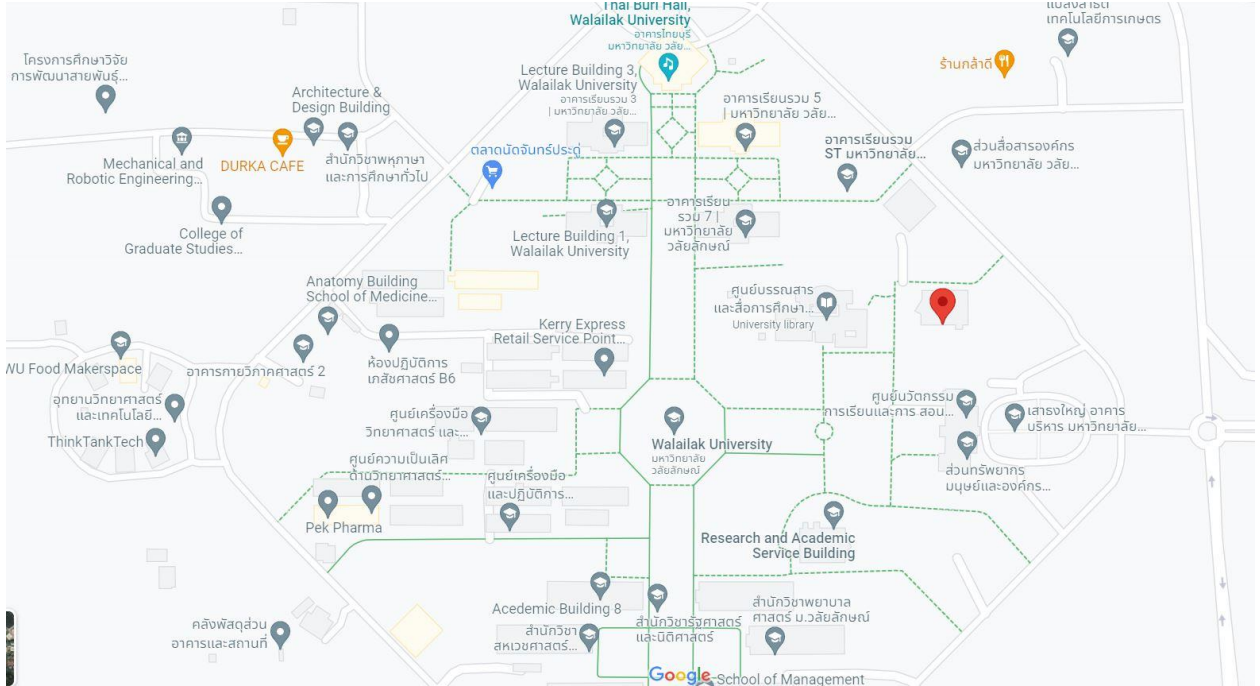 Thai Buri Hall,
Walailak University
อาคารไทยบุรี
มหาวิทยาลัย วลัย...
เทคโนโลยีการเกษตร
โครงการศึกษาวิจัย
การพัฒนาสายพันธุ์...
ร้านกล้าดี
Lecture Building 3,
Walailak University
อาคารเรียนรวม 3
| มหาวิทยาลัย วลัย...
อาคารเรียนรวม 5
| มหาวิทยาลัย วลัย...
Architecture &
Design Building
Mechanical and
Robotic Engineering...
DURKA CAFE
สำนักวิชาพหุภาษา
และการศึกษาทั่วไป
ตลาดนัดจันทร์ประดู่
อาคารเรียนรวม
ST มหาวิทยาลัย...
ส่วนสื่อสารองค์กร
มหาวิทยาลัย วลัย...
College of
Graduate Studies...
Lecture Building 1,
Walailak University
อาคารเรียน
รวม 7 |
มหาวิทยาลัย
วลัยลักษณ์
Anatomy Building
School of Medicine...
ศูนย์บรรณสาร
และสื่อการศึกษา...
University library
Kerry Express
Retail Service Point...
WU Food Makerspace
อาคารกายวิภาคศาสตร์ 2
ห้องปฏิบัติการ
เภสัชศาสตร์ B6
อุทยานวิทยาศาสตร์
และเทคโนโลยี...
ThinkTankTech
ศูนย์เครื่องมือ
วิทยาศาสตร์ และ...
Walailak University
มหาวิทยาลัย
วลัยลักษณ์
ศูนย์นวัตกรรม
การเรียนและการ สอน...
เสาธงใหญ่ อาคาร
บริหาร มหาวิทยาลัย...
ส่วนทรัพยากร
มนุษย์และองค์กร...
ศูนย์ความเป็นเลิศ
ด้านวิทยาศาสตร์...
ศูนย์เครื่องมือ
และปฏิบัติการ...
Pek Pharma
Research and Academic
Service Building
Acedemic Building 8
สำนักวิชา
สหเวชศาสตร์...
สำนักวิชารัฐศาสตร์
และนิติศาสตร์
สำนักวิชาพยาบาล
ศาสตร์ ม.วลัยลักษณ์
คลังพัสดุส่วน
อาคารและสถานที่
Google
School of Management